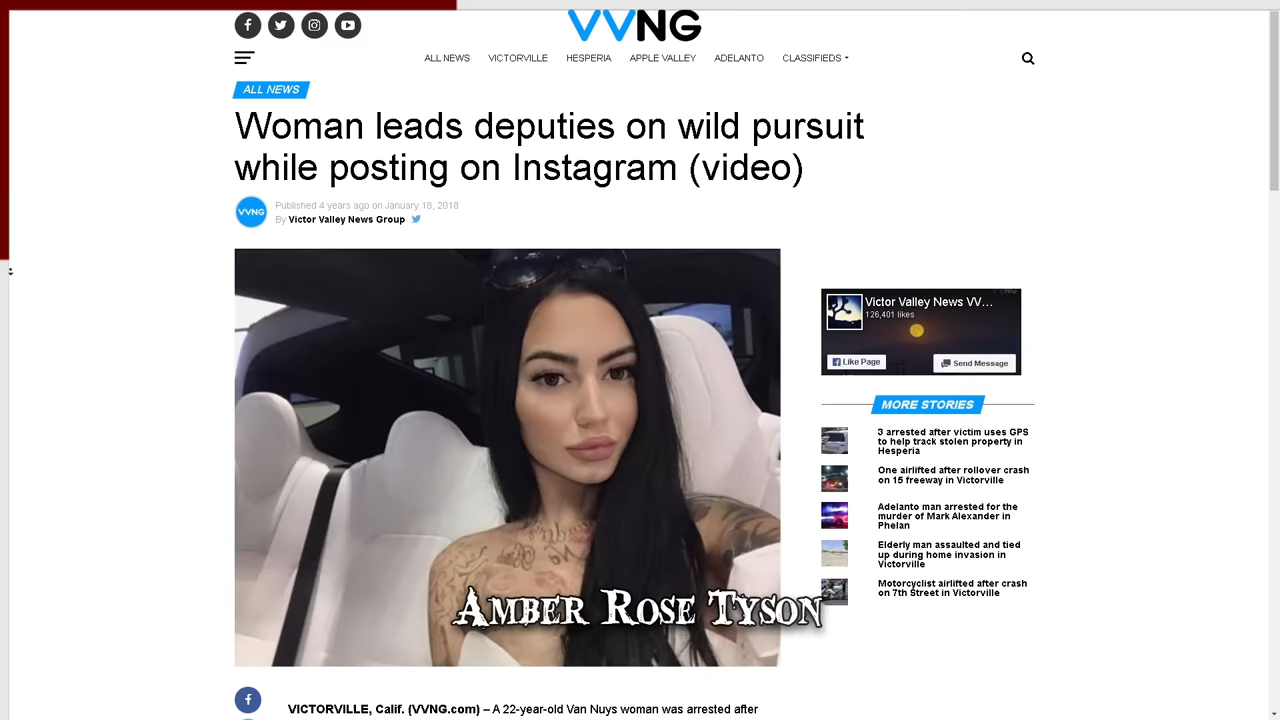 VVNG
ALL NEWS VICTORVILLE HESPERIA APPLE VALLEY ADELANTO CLASSIFIEDS
ALL NEWS
Woman leads deputies on wild pursuit
while posting on Instagram (video)
VVNG
Published 4 years ago on January 18, 2018
By Victor Valley News Group
Victor Valley News VV...
126,401 likes
Like Page
Send Message
MORE STORIES
3 arrested after victim uses GPS
to help track stolen property in
Hesperia
One airlifted after rollover crash
on 15 freeway in Victorville
Adelanto man arrested for the
murder of Mark Alexander in
Phelan
Elderly man assaulted and tied
up during home invasion in
Victorville
Motorcyclist airlifted after crash
on 7th Street in Victorville
AMBER ROSE TYSON
VICTORVILLE, Calif. (VVNG.com) – A 22-year-old Van Nuys woman was arrested after